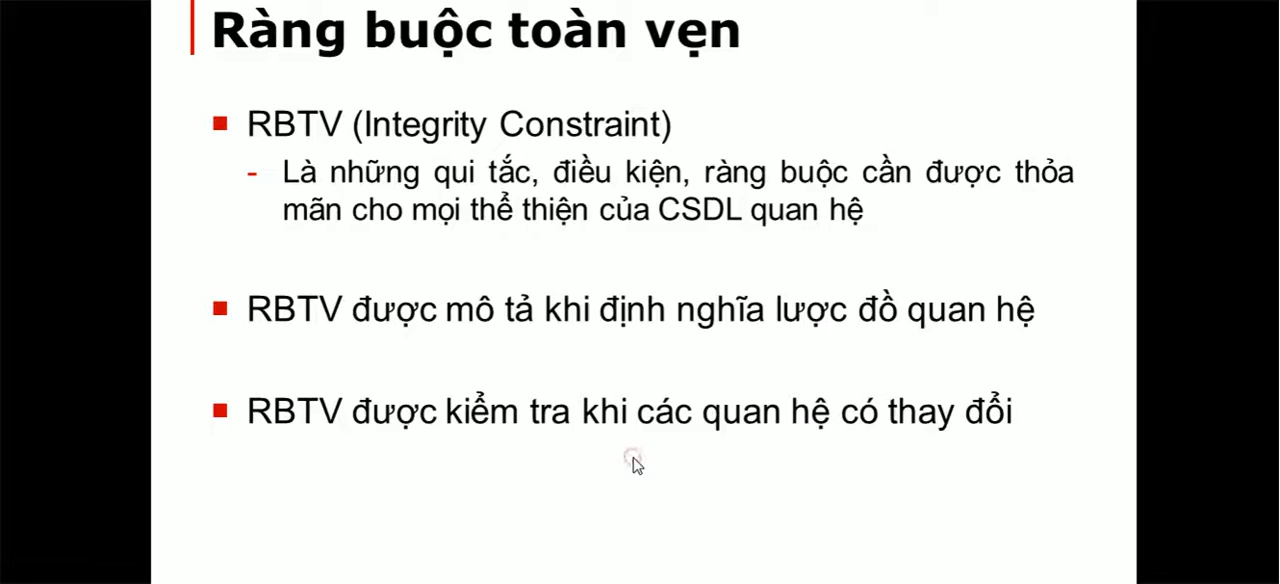 Ràng buộc toàn vẹn
RBTV (Integrity Constraint)
- Là những qui tắc, điều kiện, ràng buộc cần được thỏa
mãn cho mọi thể thiện của CSDL quan hệ
RBTV được mô tả khi định nghĩa lược đồ quan hệ
RBTV được kiểm tra khi các quan hệ có thay đổi